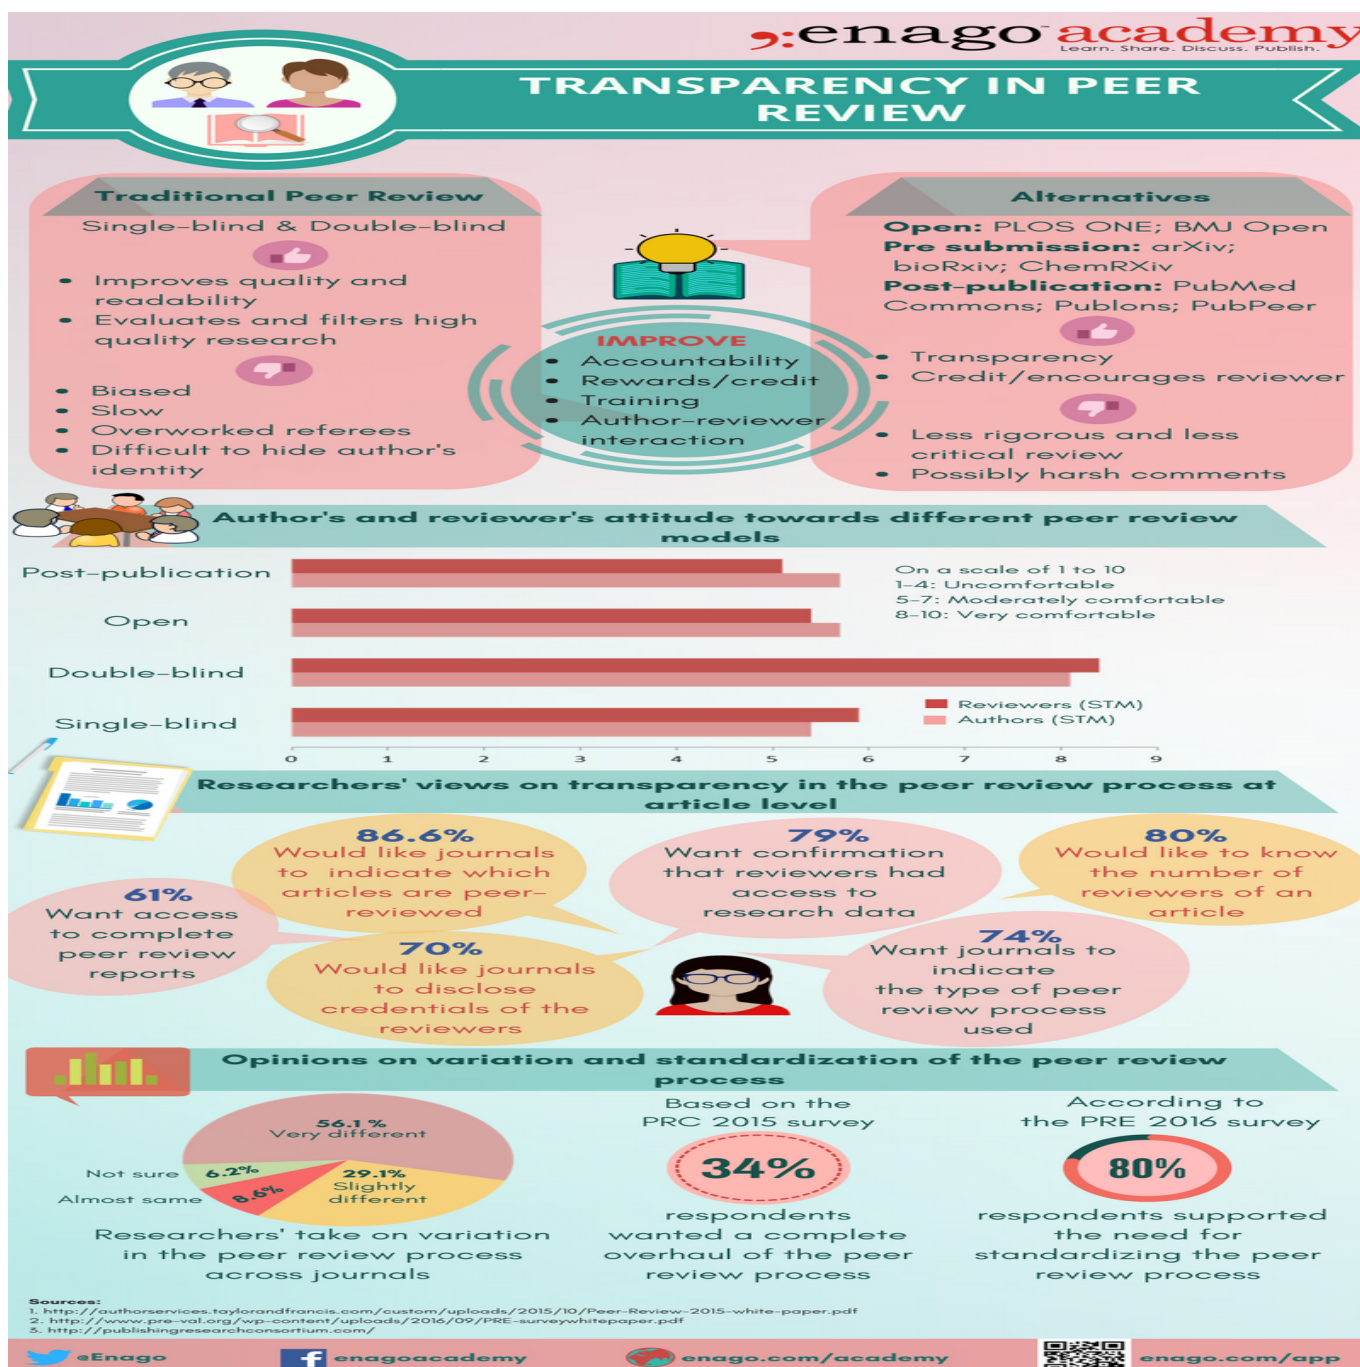 enago™ academy
Learn. Share. Discuss. Publish.
TRANSPARENCY IN PEER
REVIEW
Traditional Peer Review
Single-blind & Double-blind
• Improves quality and
readability
• Evaluates and filters high
quality research
• Biased
• Slow
• Overworked referees
• Difficult to hide author's
identity
IMPROVE
• Accountability
• Rewards/credit
• Training
• Author-reviewer
interaction
Alternatives
Open: PLOS ONE; BMJ Open
Pre submission: arXiv;
bioRxiv; ChemRXiv
Post-publication: PubMed
Commons; Publons; PubPeer
• Transparency
• Credit/encourages reviewer
• Less rigorous and less
critical review
• Possibly harsh comments
Author's and reviewer's attitude towards different peer review
models
Post-publication
Open
Double-blind
Single-blind
On a scale of 1 to 10
1-4: Uncomfortable
5-7: Moderately comfortable
8-10: Very comfortable
Reviewers (STM)
Authors (STM)
0 1 2 3 4 5 6 7 8 9
Researchers' views on transparency in the peer review process at
article level
86.6%
Would like journals
to indicate which
articles are peer-
reviewed
79%
Want confirmation
that reviewers had
access to
research data
80%
Would like to know
the number of
reviewers of an
article
61%
Want access
to complete
peer review
reports
70%
Would like journals
to disclose
credentials of the
reviewers
74%
Want journals to
indicate
the type of peer
review process
used
Opinions on variation and standardization of the peer review
process
56.1 %
Very different
Not sure
6.2%
Almost same
8.6%
29.1%
Slightly
different
Researchers' take on variation
in the peer review process
across journals
Based on the
PRC 2015 survey
34%
respondents
wanted a complete
overhaul of the peer
review process
According to
the PRE 2016 survey
80%
respondents supported
the need for
standardizing the peer
review process
Sources:
1. http://authorservices.taylorandfrancis.com/custom/uploads/2015/10/Peer-Review-2015-white-paper.pdf
2. http://www.pre-val.org/wp-content/uploads/2016/09/PRE-surveywhitepaper.pdf
3. http://publishingresearchconsortium.com/
@Enago
enagoacademy
enago.com/academy
enago.com/app